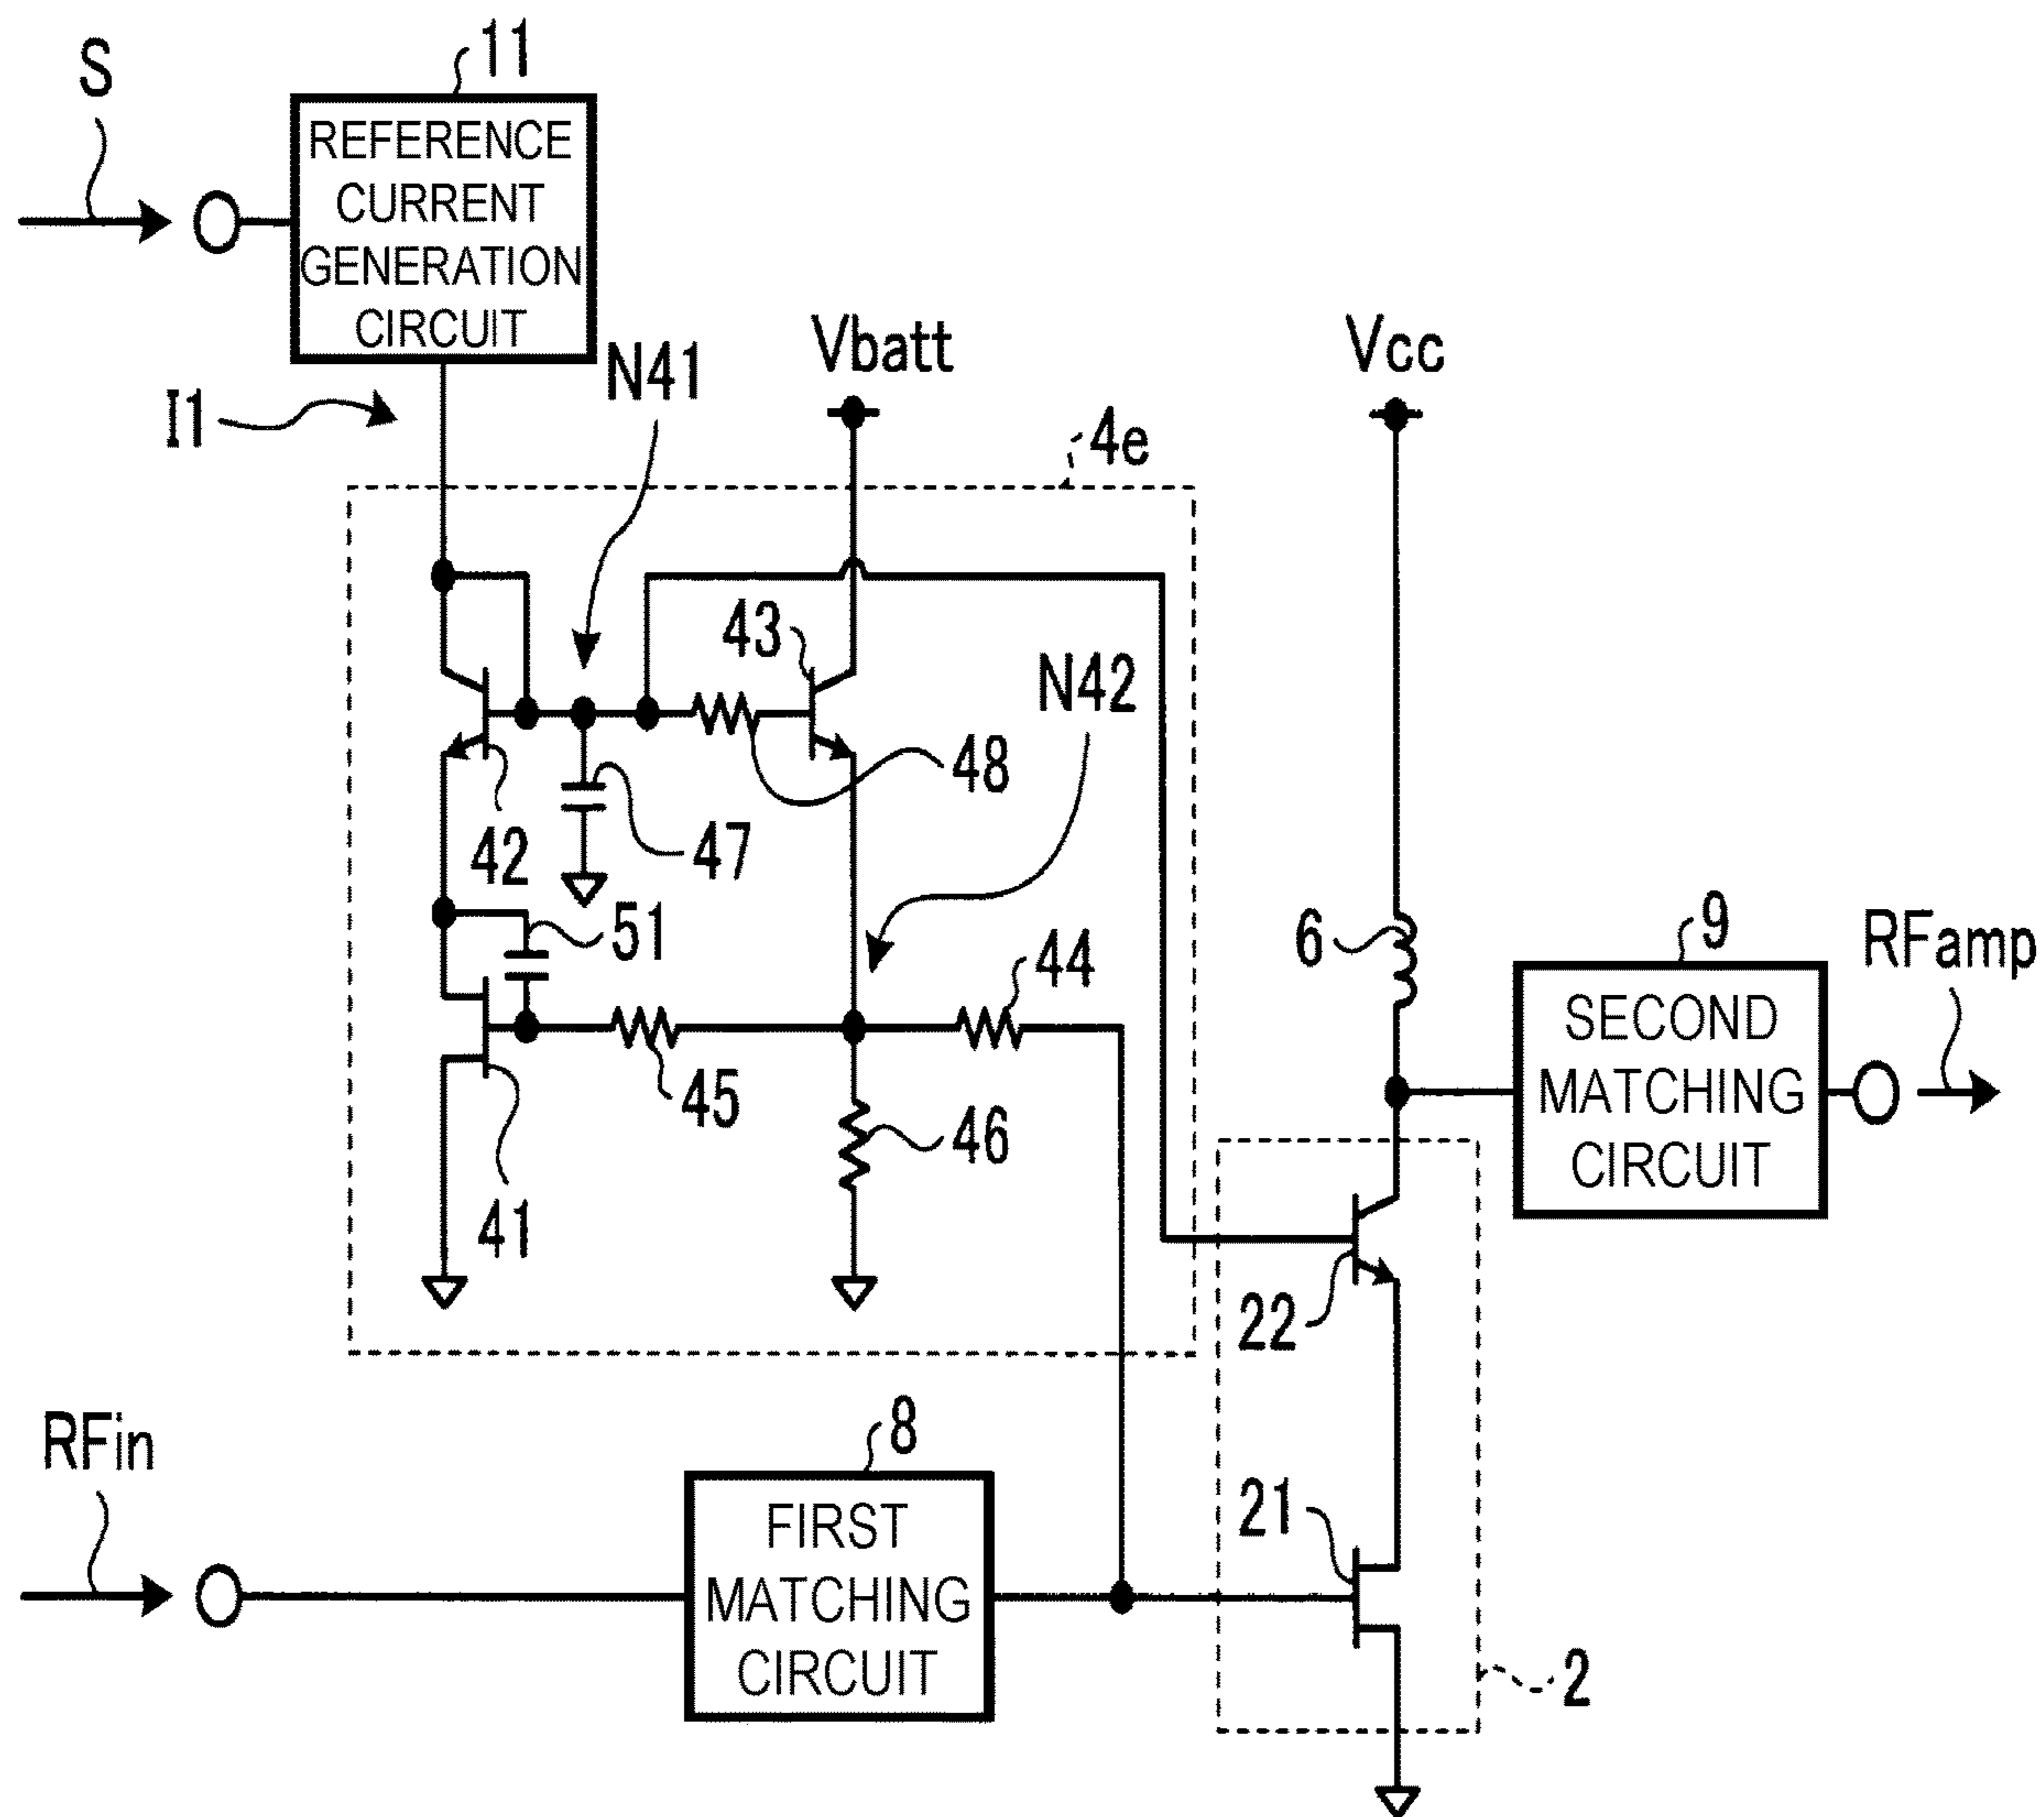 S
11
REFERENCE
CURRENT
GENERATION
CIRCUIT
I1
N41
Vbatt
Vcc
4e
43
N42
48
42
47
51
44
45
46
41
6
9
RFamp
SECOND
MATCHING
CIRCUIT
22
21
2
RFin
8
FIRST
MATCHING
CIRCUIT